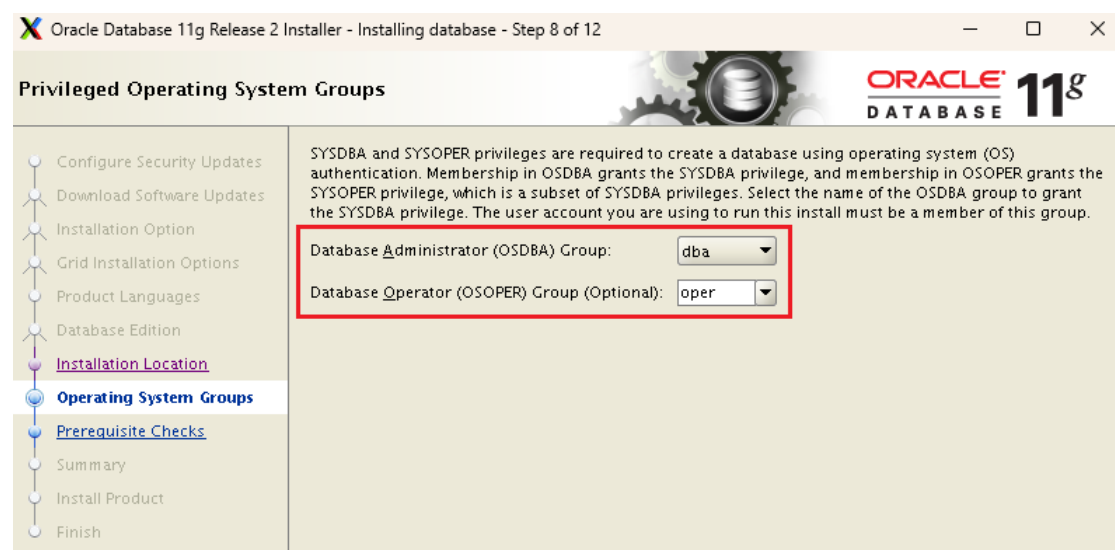 Oracle Database 11g Release 2 Installer - Installing database - Step 8 of 12
Privileged Operating System Groups
ORACLE
DATABASE
11g
Configure Security Updates
Download Software Updates
Installation Option
Grid Installation Options
Product Languages
Database Edition
Installation Location
Operating System Groups
Prerequisite Checks
Summary
Install Product
Finish
SYSDBA and SYSOPER privileges are required to create a database using operating system (OS)
authentication. Membership in OSDBA grants the SYSDBA privilege, and membership in OSOPER grants the
SYSOPER privilege, which is a subset of SYSDBA privileges. Select the name of the OSDBA group to grant
the SYSDBA privilege. The user account you are using to run this install must be a member of this group.
Database Administrator (OSDBA) Group: dba
Database Operator (OSOPER) Group (Optional): oper